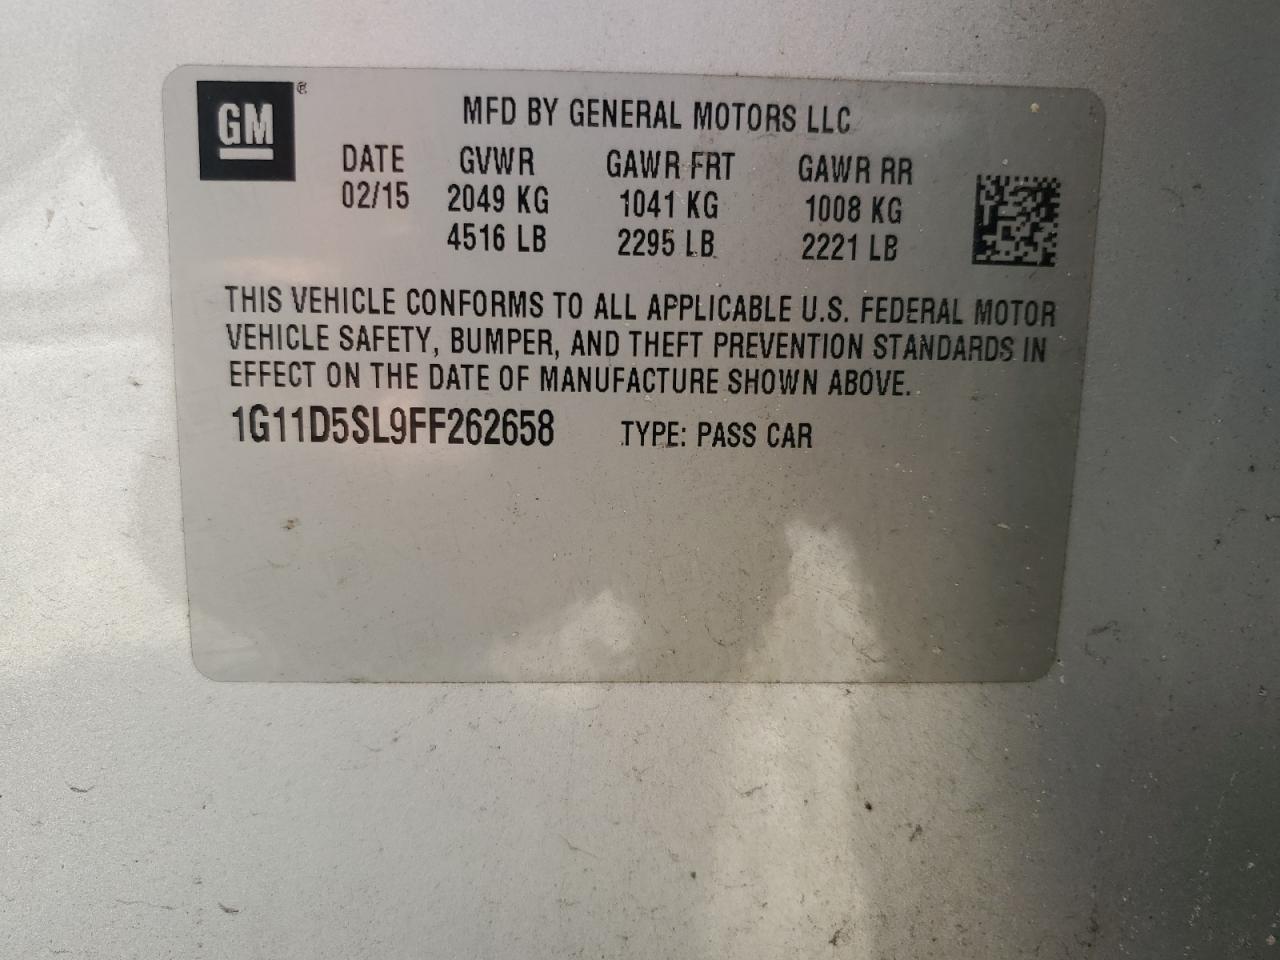 GM ®
MFD BY GENERAL MOTORS LLC
DATE GVWR GAWR FRT GAWR RR
02/15 2049 KG 1041 KG 1008 KG
4516 LB 2295 LB 2221 LB
THIS VEHICLE CONFORMS TO ALL APPLICABLE U.S. FEDERAL MOTOR
VEHICLE SAFETY, BUMPER, AND THEFT PREVENTION STANDARDS IN
EFFECT ON THE DATE OF MANUFACTURE SHOWN ABOVE.
1G11D5SL9FF262658 TYPE: PASS CAR